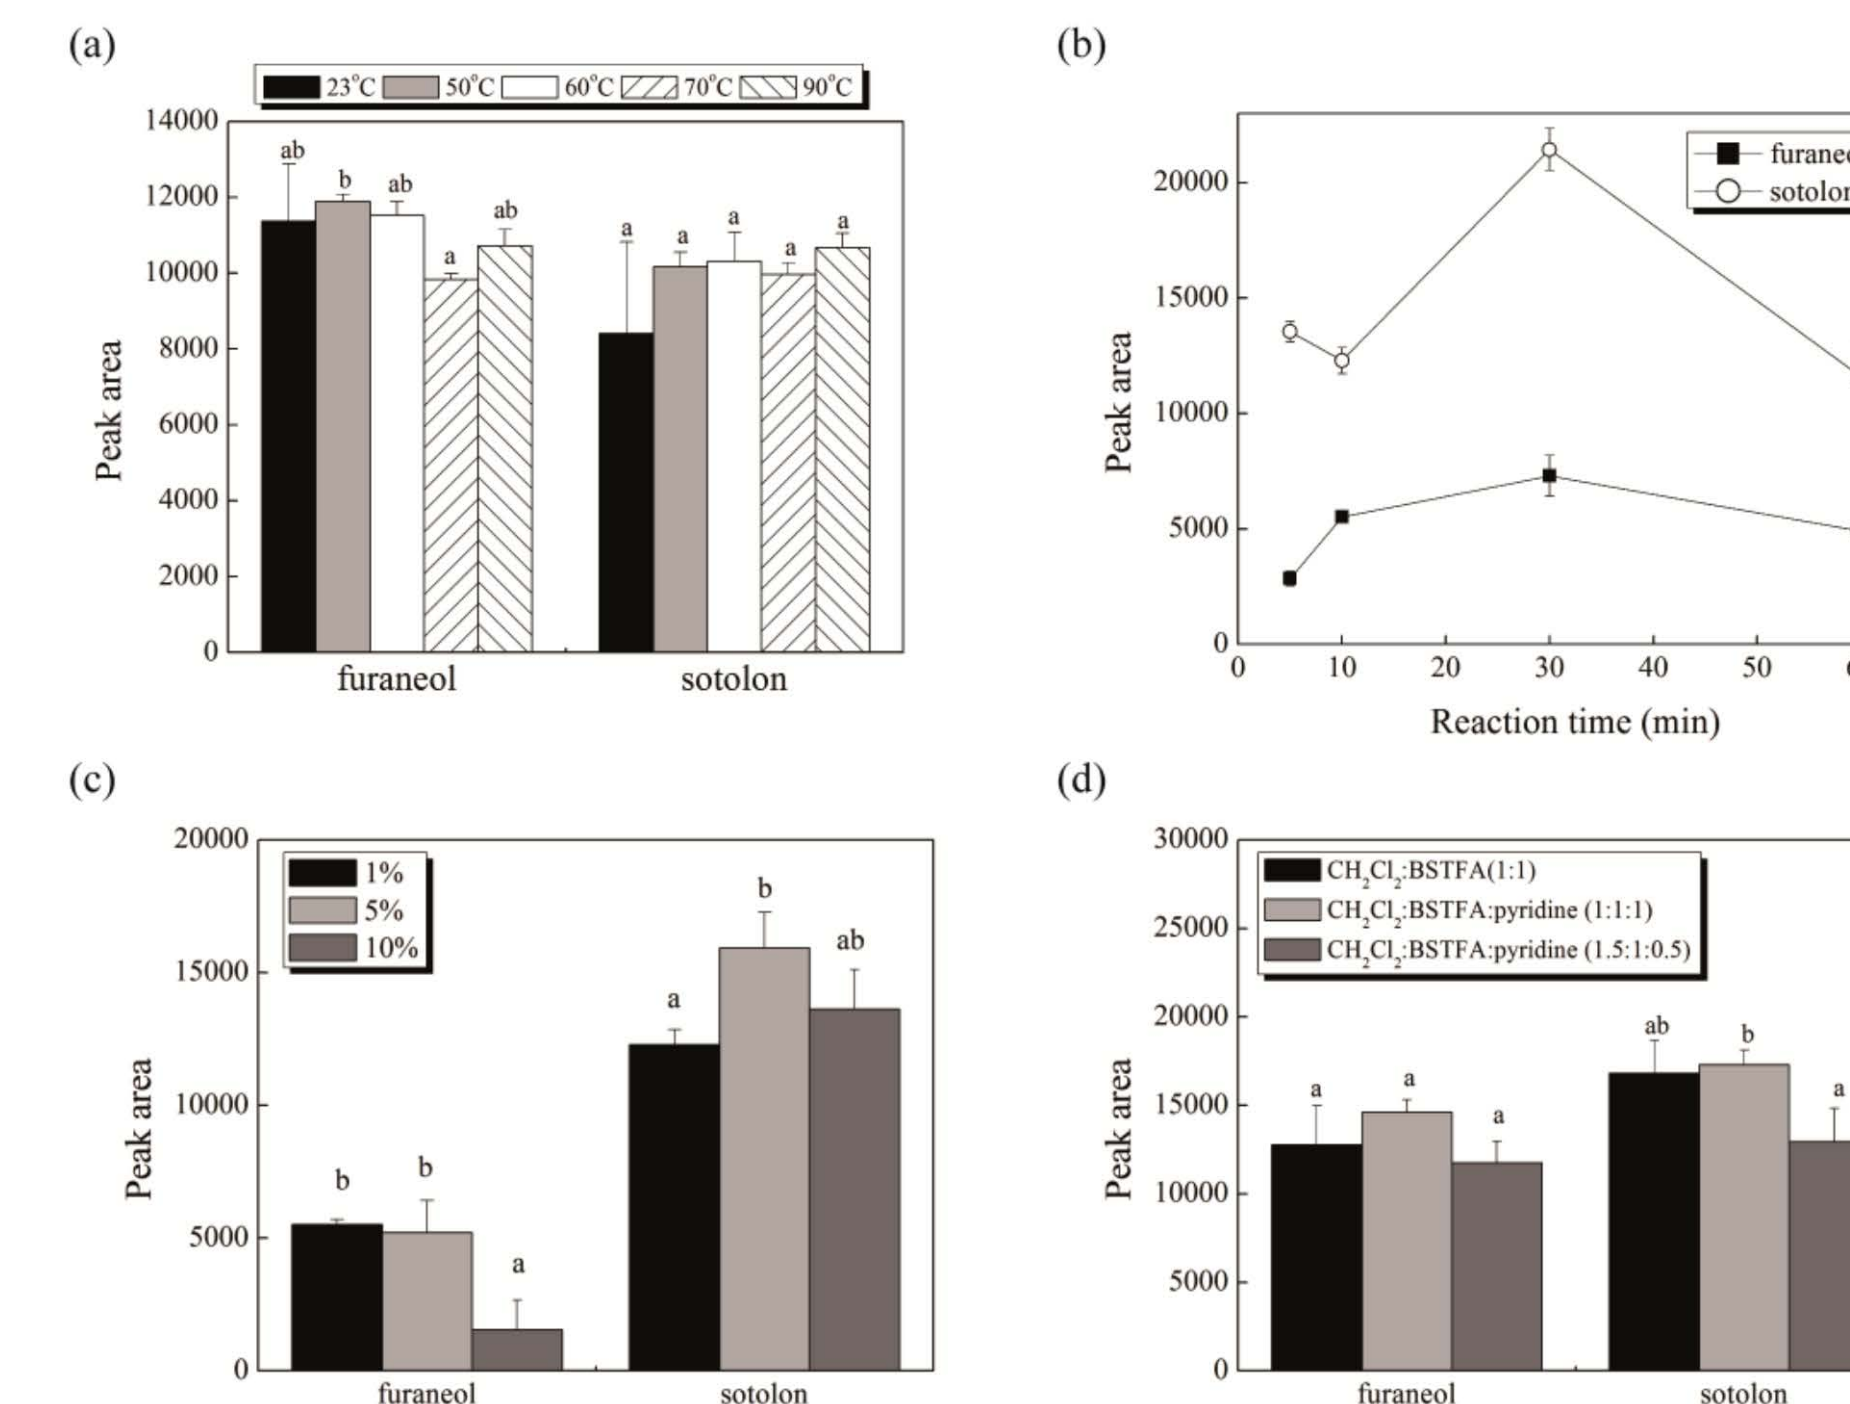 (a)
23°C 50°C 60°C 70°C 90°C
14000
12000
10000
8000
6000
4000
2000
0
Peak area
ab
b
ab
a
ab
a
a
a
a
a
furaneol sotolon
(b)
20000
15000
10000
5000
0
Peak area
sotolon
0 10 20 30 40 50
Reaction time (min)
(c)
20000
15000
10000
5000
0
Peak area
1%
5%
10%
b
b
a
a
b
ab
furaneol sotolon
(d)
30000
25000
20000
15000
10000
5000
0
Peak area
CH₂Cl₂:BSTFA(1:1)
CH₂Cl₂:BSTFA:pyridine (1:1:1)
CH₂Cl₂:BSTFA:pyridine (1.5:1:0.5)
a
a
a
ab
b
a
furaneol sotolon